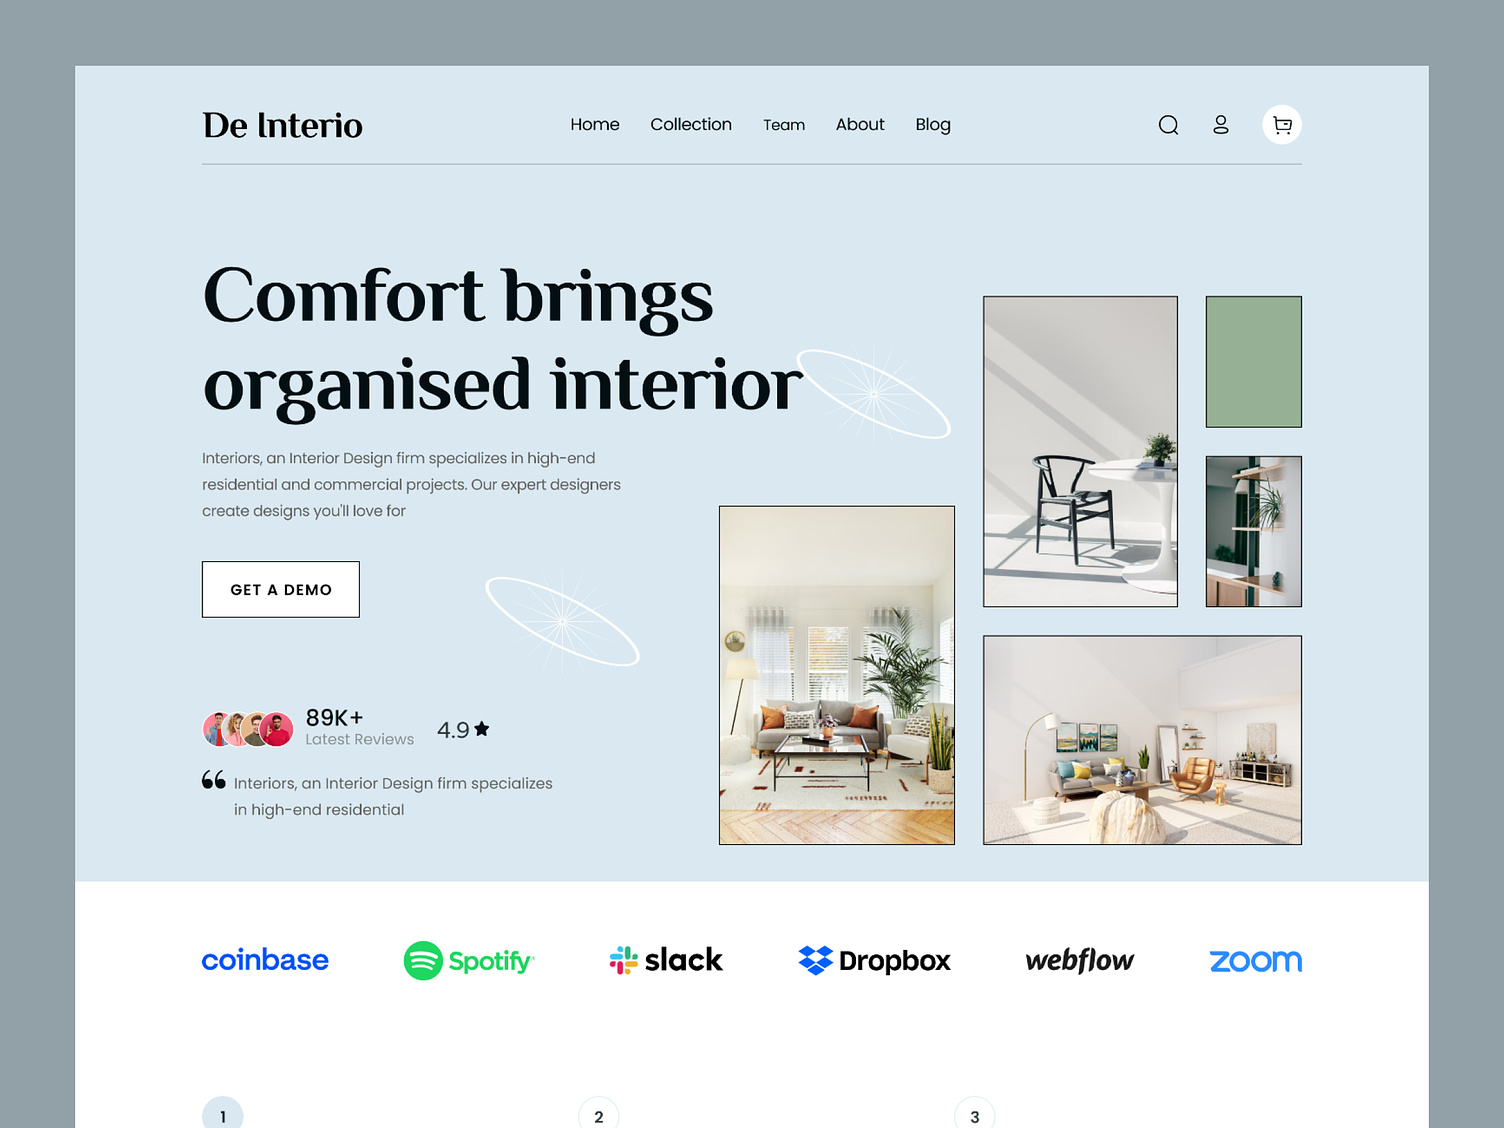 De Interio
Home Collection Team About Blog
Comfort brings
organised interior
Interiors, an Interior Design firm specializes in high-end
residential and commercial projects. Our expert designers
create designs you'll love for
GET A DEMO
89K+
Latest Reviews
4.9
Interiors, an Interior Design firm specializes
in high-end residential
coinbase Spotify slack Dropbox webflow zoom
1 2 3